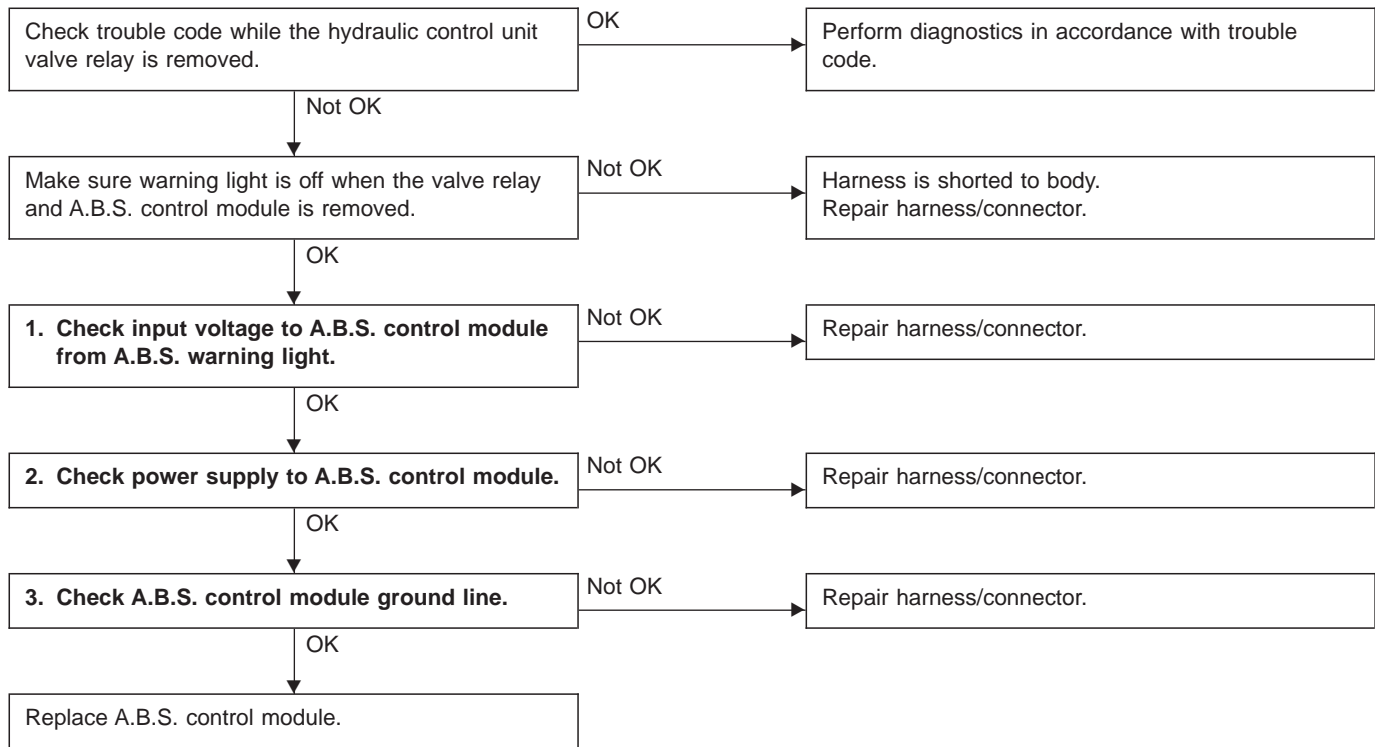 Check trouble code while the hydraulic control unit
valve relay is removed.
OK
Perform diagnostics in accordance with trouble
code.
Not OK
Make sure warning light is off when the valve relay
and A.B.S. control module is removed.
Not OK
Harness is shorted to body.
Repair harness/connector.
OK
1. Check input voltage to A.B.S. control module
from A.B.S. warning light.
Not OK
Repair harness/connector.
OK
2. Check power supply to A.B.S. control module.
Not OK
Repair harness/connector.
OK
3. Check A.B.S. control module ground line.
Not OK
Repair harness/connector.
OK
Replace A.B.S. control module.